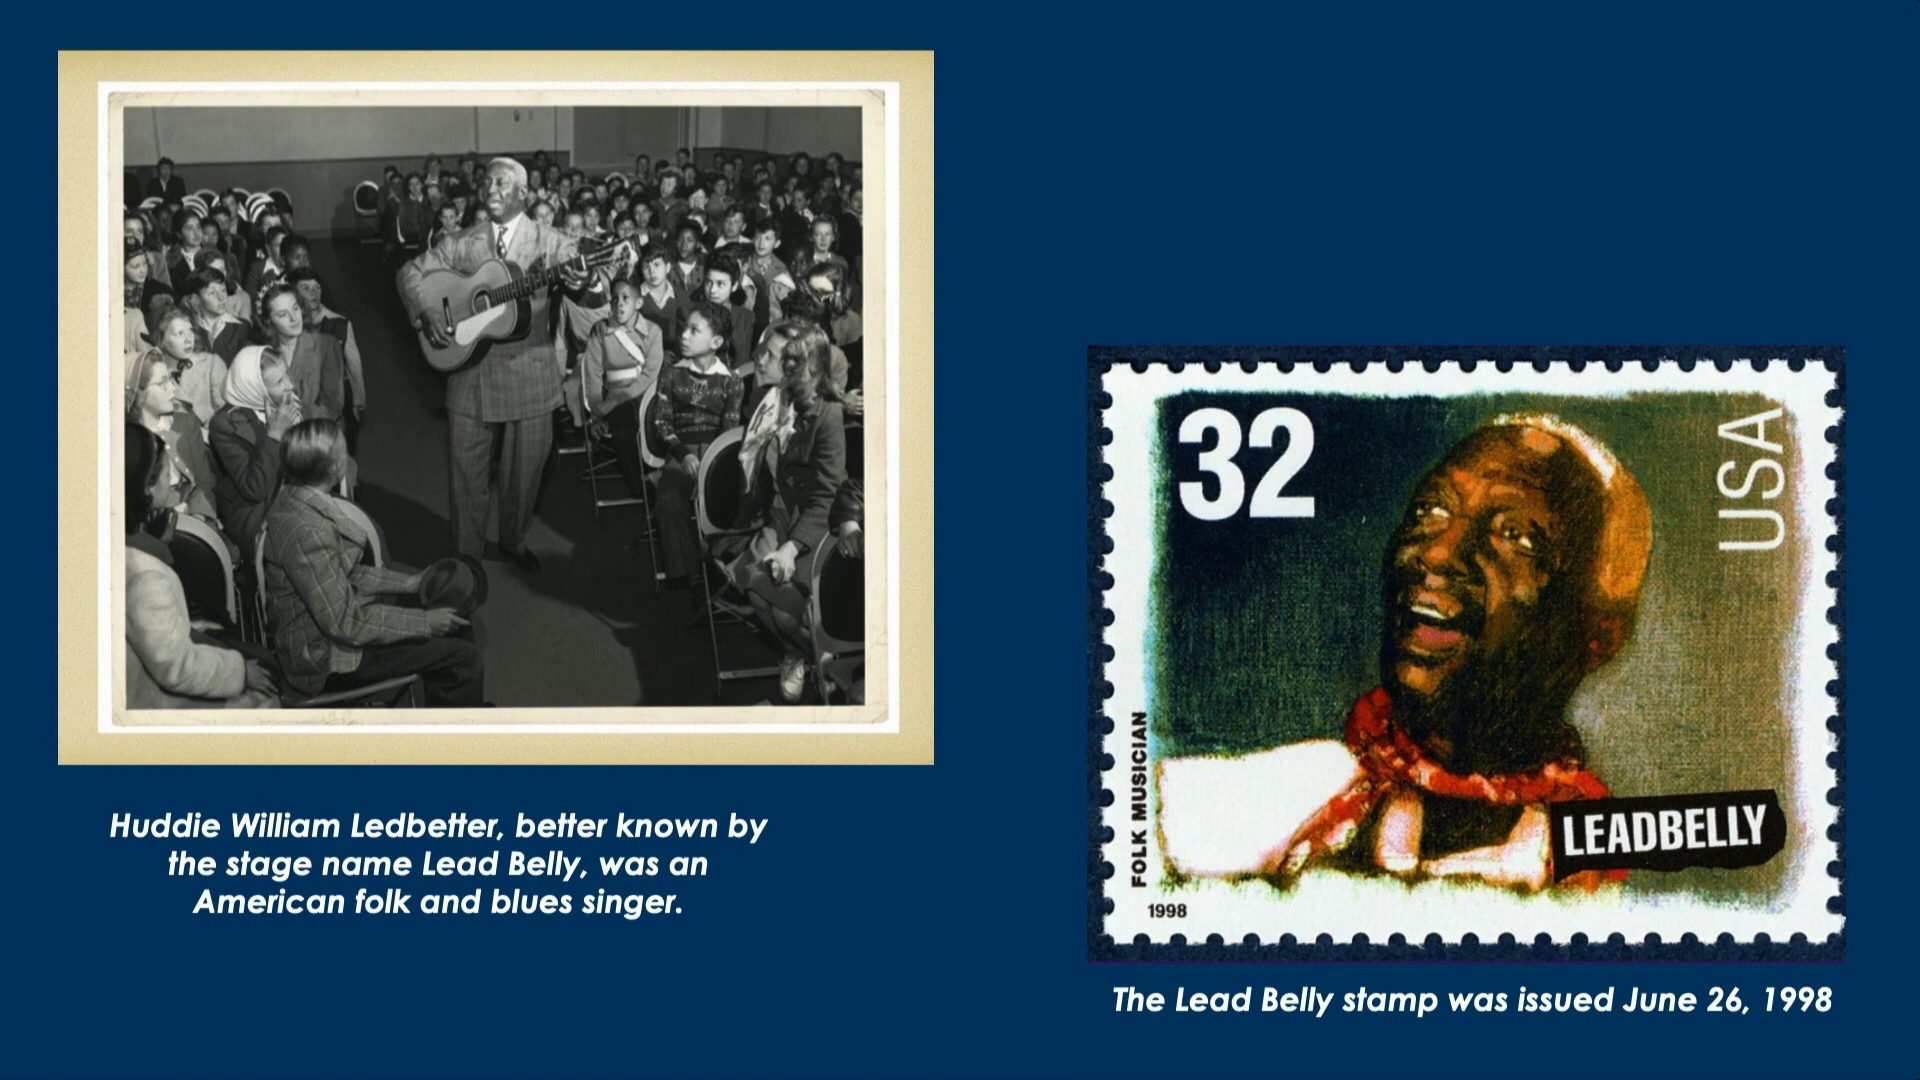 Huddie William Ledbetter, better known by
the stage name Lead Belly, was an
American folk and blues singer.
32
USA
FOLK MUSICIAN
LEADBELLY
1998
The Lead Belly stamp was issued June 26, 1998